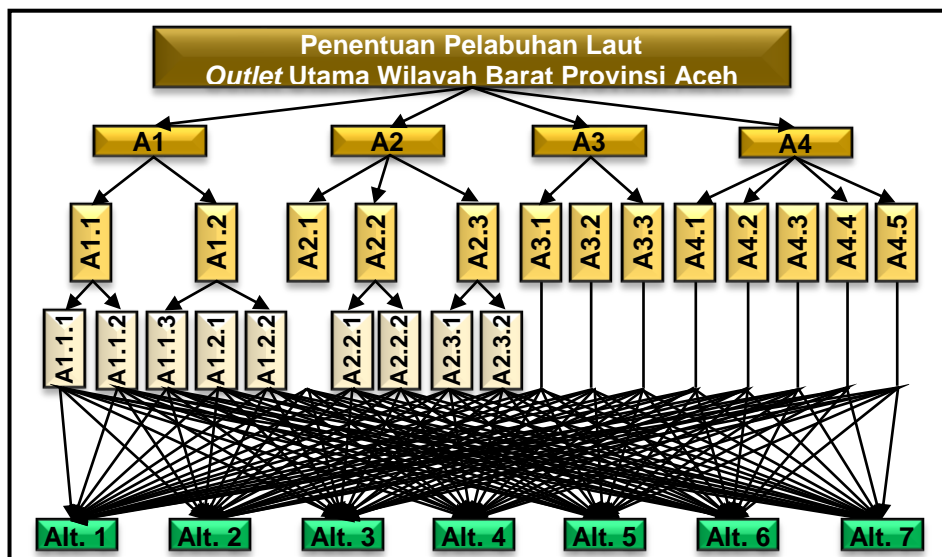 Penentuan Pelabuhan Laut
Outlet Utama Wilayah Barat Provinsi Aceh
A1
A2
A3
A4
A1.1
A1.2
A2.1
A2.2
A2.3
A3.1
A3.2
A3.3
A4.1
A4.2
A4.3
A4.4
A4.5
A1.1.1
A1.1.2
A1.1.3
A1.2.1
A1.2.2
A2.2.1
A2.2.2
A2.3.1
A2.3.2
Alt. 1
Alt. 2
Alt. 3
Alt. 4
Alt. 5
Alt. 6
Alt. 7